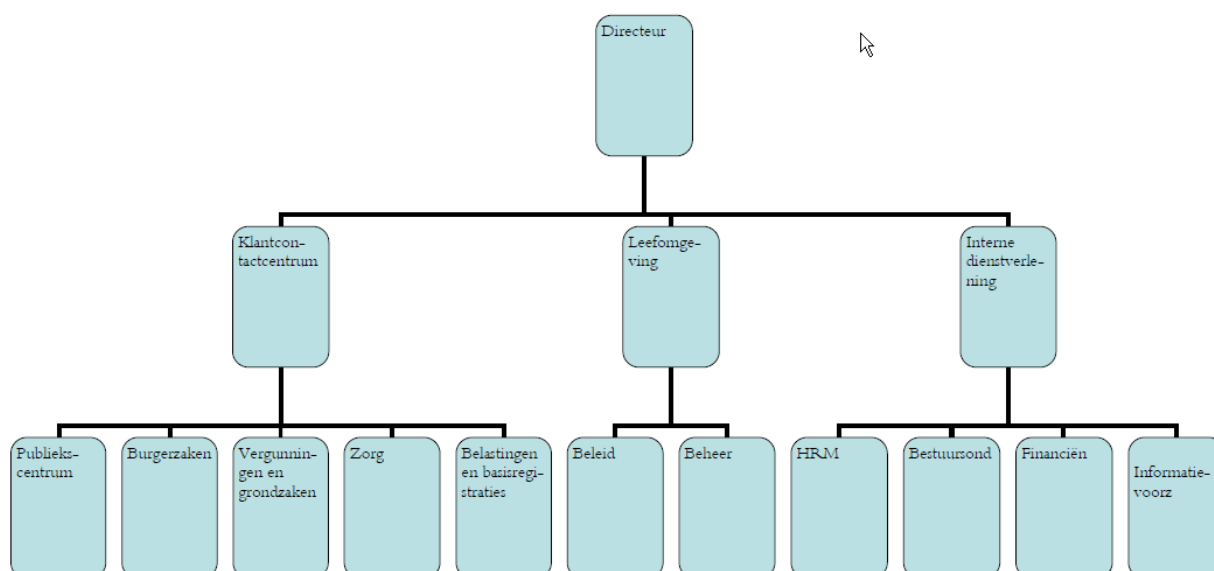 Directeur
Klantcon-
tactcentrum
Leefomge-
ving
Interne
dienstverle-
ning
Publieks-
centrum
Burgerzaken
Vergunnin-
gen en
grondzaken
Zorg
Belastingen
en basisregi-
straties
Beleid
Beheer
HRM
Bestuursond
Financiën
Informatie-
voorz